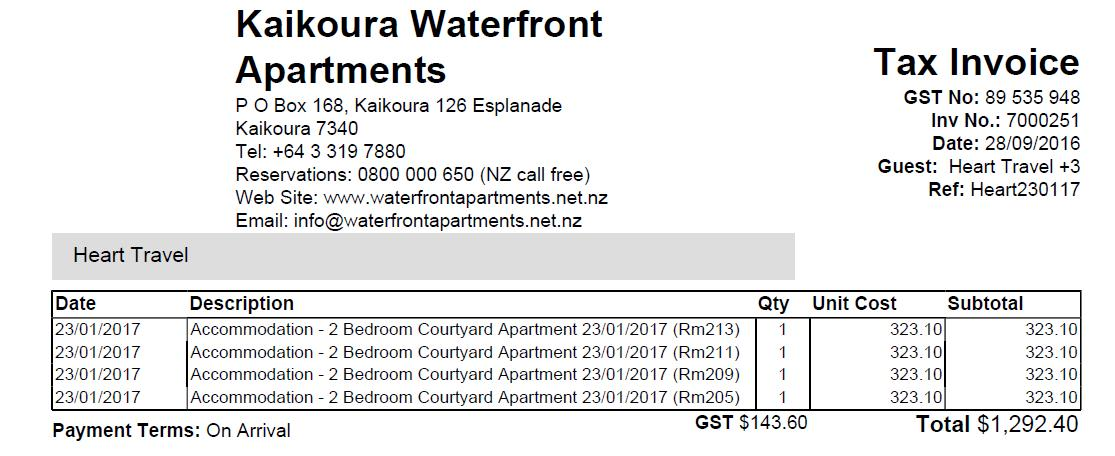 Kaikoura Waterfront
Apartments
P O Box 168, Kaikoura 126 Esplanade
Kaikoura 7340
Tel: +64 3 319 7880
Reservations: 0800 000 650 (NZ call free)
Web Site: www.waterfrontapartments.net.nz
Email: info@waterfrontapartments.net.nz
Tax Invoice
GST No: 89 535 948
Inv No.: 7000251
Date: 28/09/2016
Guest: Heart Travel +3
Ref: Heart230117
Heart Travel
Date Description Qty Unit Cost Subtotal
23/01/2017 Accommodation - 2 Bedroom Courtyard Apartment 23/01/2017 (Rm213) 1 323.10 323.10
23/01/2017 Accommodation - 2 Bedroom Courtyard Apartment 23/01/2017 (Rm211) 1 323.10 323.10
23/01/2017 Accommodation - 2 Bedroom Courtyard Apartment 23/01/2017 (Rm209) 1 323.10 323.10
23/01/2017 Accommodation - 2 Bedroom Courtyard Apartment 23/01/2017 (Rm205) 1 323.10 323.10
Payment Terms: On Arrival GST $143.60 Total $1,292.40